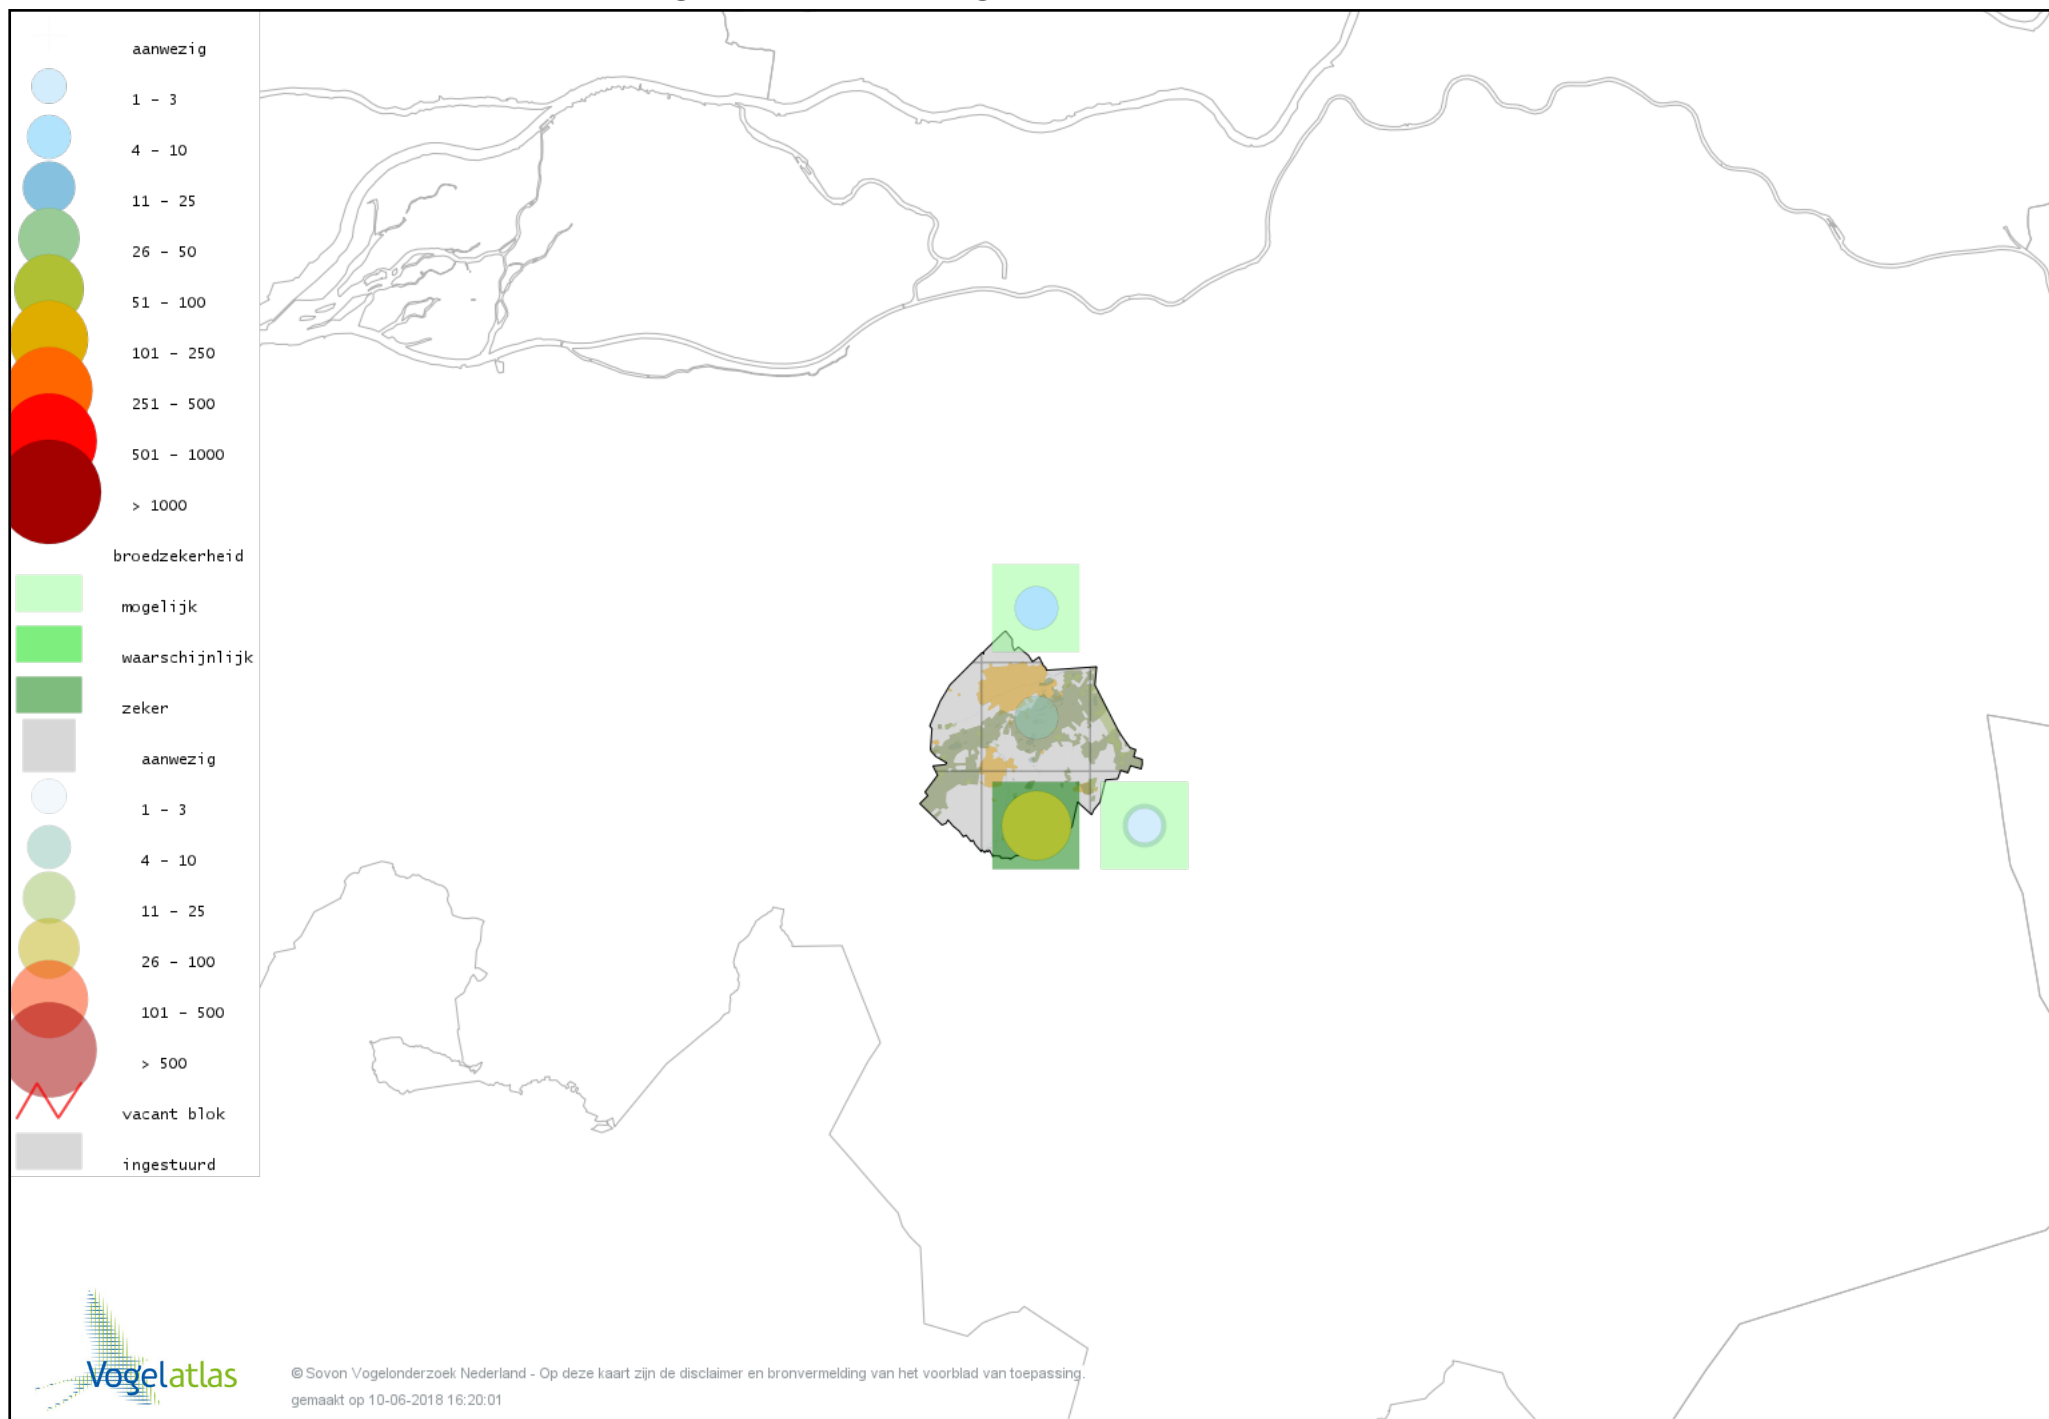 aanwezig
1 - 3
4 - 10
11 - 25
26 - 50
51 - 100
101 - 250
251 - 500
501 - 1000
> 1000
broedzekerheid
mogelijk
waarschijnlijk
zeker
aanwezig
1 - 3
4 - 10
11 - 25
26 - 100
101 - 500
> 500
vacant blok
ingestuurd
Vogelatlas
© Sovon Vogelonderzoek Nederland - Op deze kaart zijn de disclaimer en bronvermelding van het voorblad van toepassing.
gemaakt op 10-06-2018 16:20:01